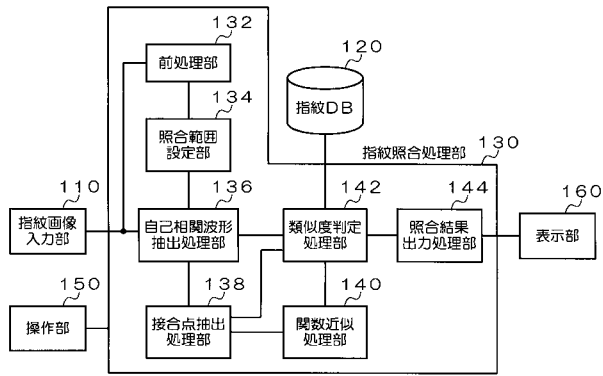 132
前処理部
120
指紋DB
134
照合範囲
設定部
130
指紋照合処理部
110
指紋画像
入力部
136
自己相関波形
抽出処理部
142
類似度判定
処理部
144
照合結果
出力処理部
160
表示部
150
操作部
138
接合点抽出
処理部
140
関数近似
処理部